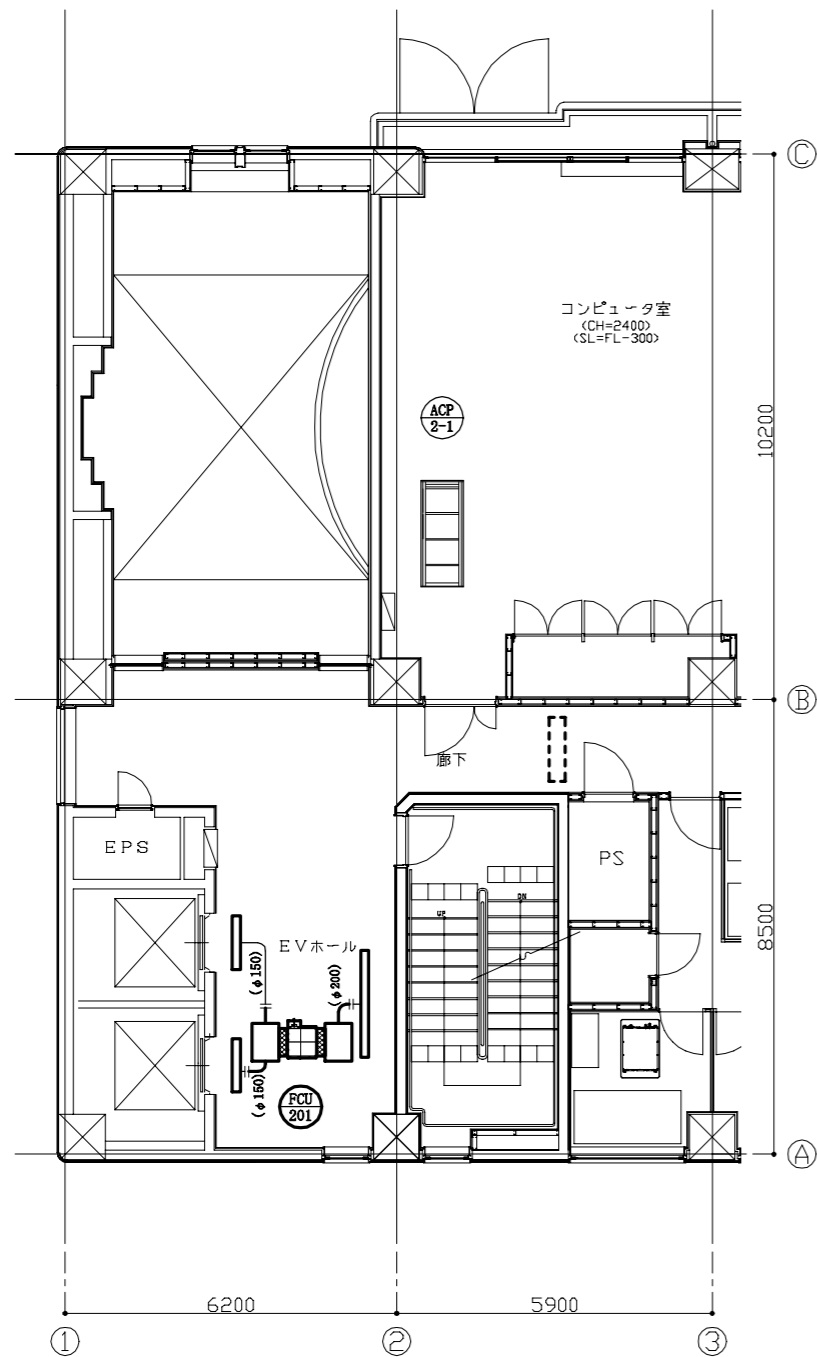 Ⓒ
コンピュータ室
(CH=2400)
(SL=FL-300)
ACP
2-1
10200
Ⓑ
廊下
EPS
PS
UP
DN
EVホール
8500
(φ150)
(φ200)
(φ150)
FCU
201
Ⓐ
6200
5900
①
②
③